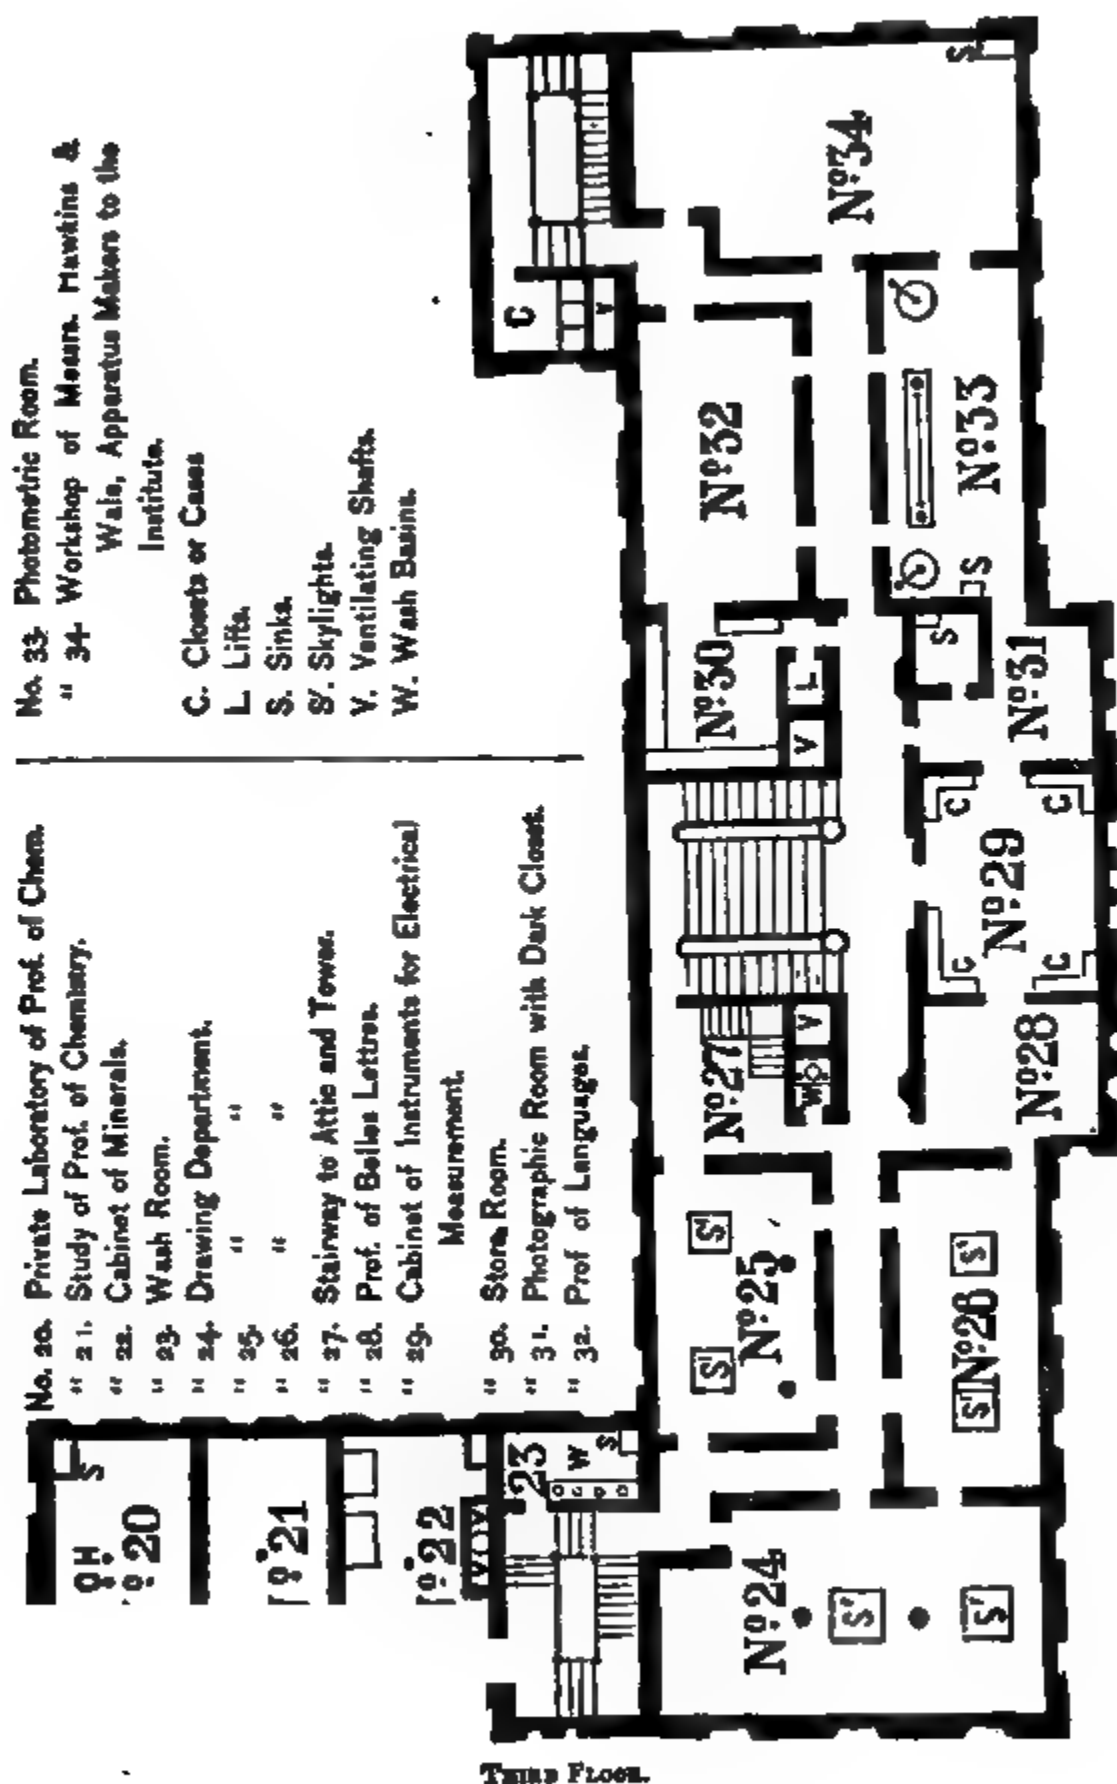 No. 20. Private Laboratory of Prof. of Chem.
" 21. Study of Prof. of Chemistry.
" 22. Cabinet of Minerals.
" 23. Wash Room.
" 24. Drawing Department.
" 25. " "
" 26. " "
" 27. Stairway to Attic and Tower.
" 28. Prof. of Belles Lettres.
" 29. Cabinet of Instruments for Electrical
Measurement.
" 30. Store Room.
" 31. Photographic Room with Dark Closet.
" 32. Prof of Languages.
No. 33. Photometric Room.
" 34. Workshop of Messrs. Hawkins &
Wale, Apparatus Makers to the
Institute.
C. Closets or Cases
L. Lifts.
S. Sinks.
S'. Skylights.
V. Ventilating Shafts.
W. Wash Basins.
S
H
º 20
º 21
º 22
V V
23
W
S
Nº 24
S'
S'
Nº 25
S'
S'
Nº 26
S'
S'
Nº 27
W
V
Nº 28
Nº 29
C
C
C
C
Nº 30
V
L
Nº 31
S
Nº 32
Nº 33
S
C
V
Nº 34
S
THIRD FLOOR.